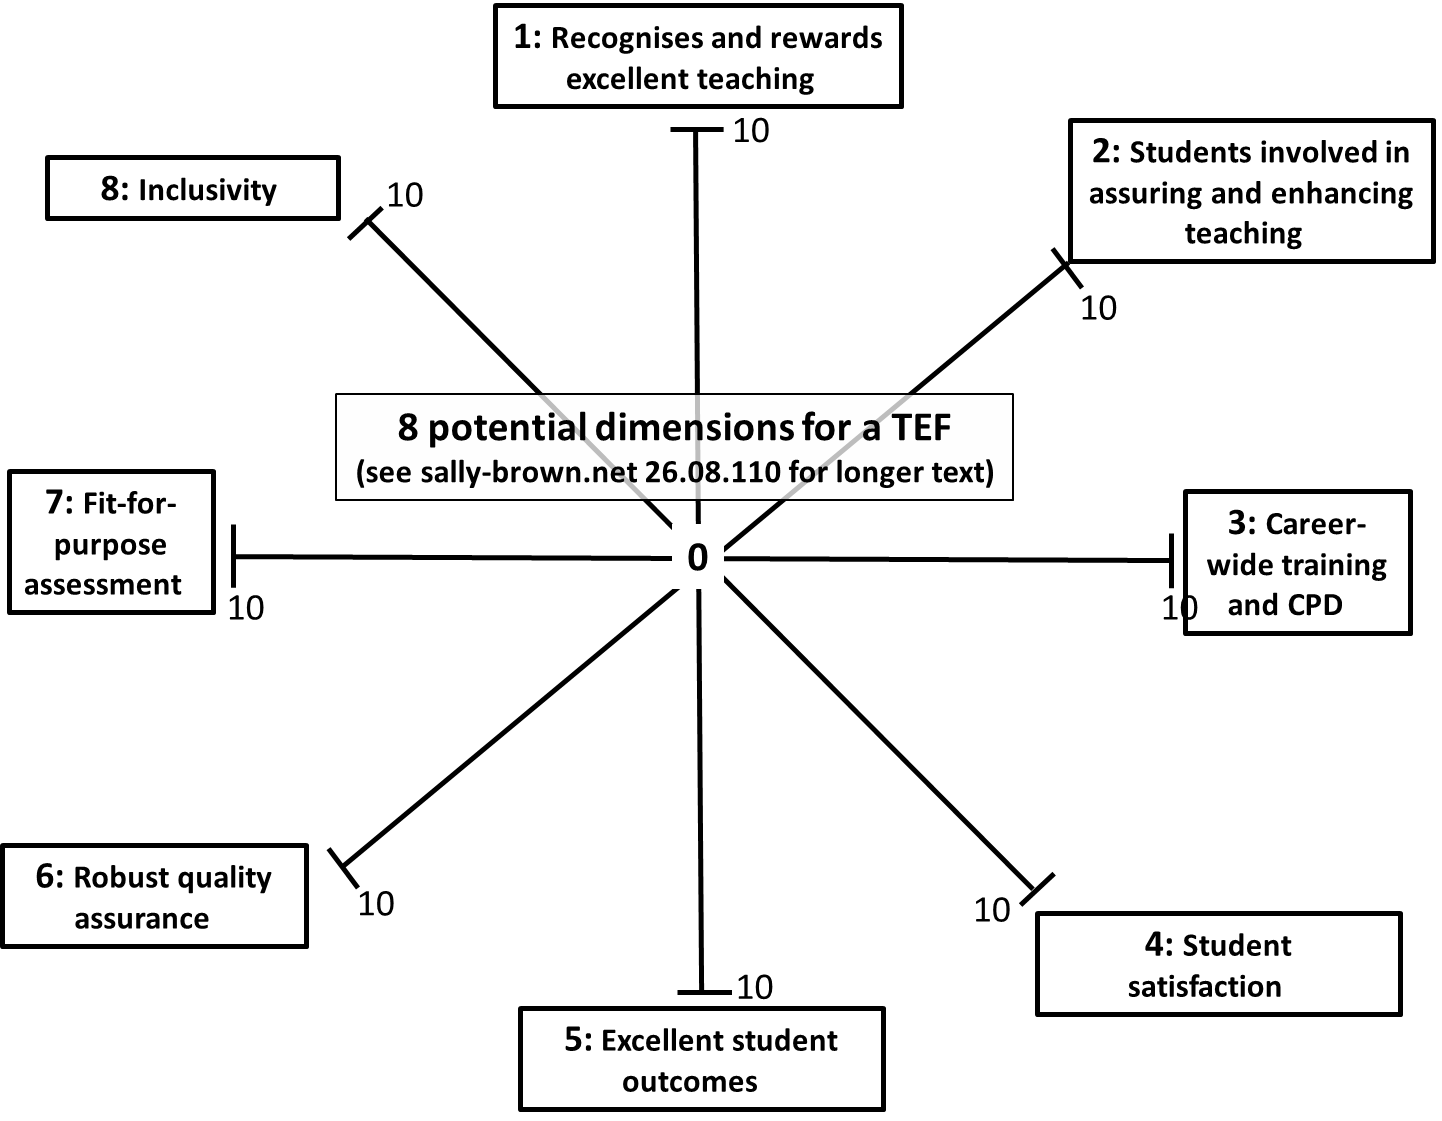 1: Recognises and rewards
excellent teaching
10
2: Students involved in
assuring and enhancing
teaching
10
8: Inclusivity
10
8 potential dimensions for a TEF
(see sally-brown.net 26.08.110 for longer text)
7: Fit-for-
purpose
assessment
10
0
3: Career-
wide training
and CPD
10
6: Robust quality
assurance
10
4: Student
satisfaction
10
5: Excellent student
outcomes
10